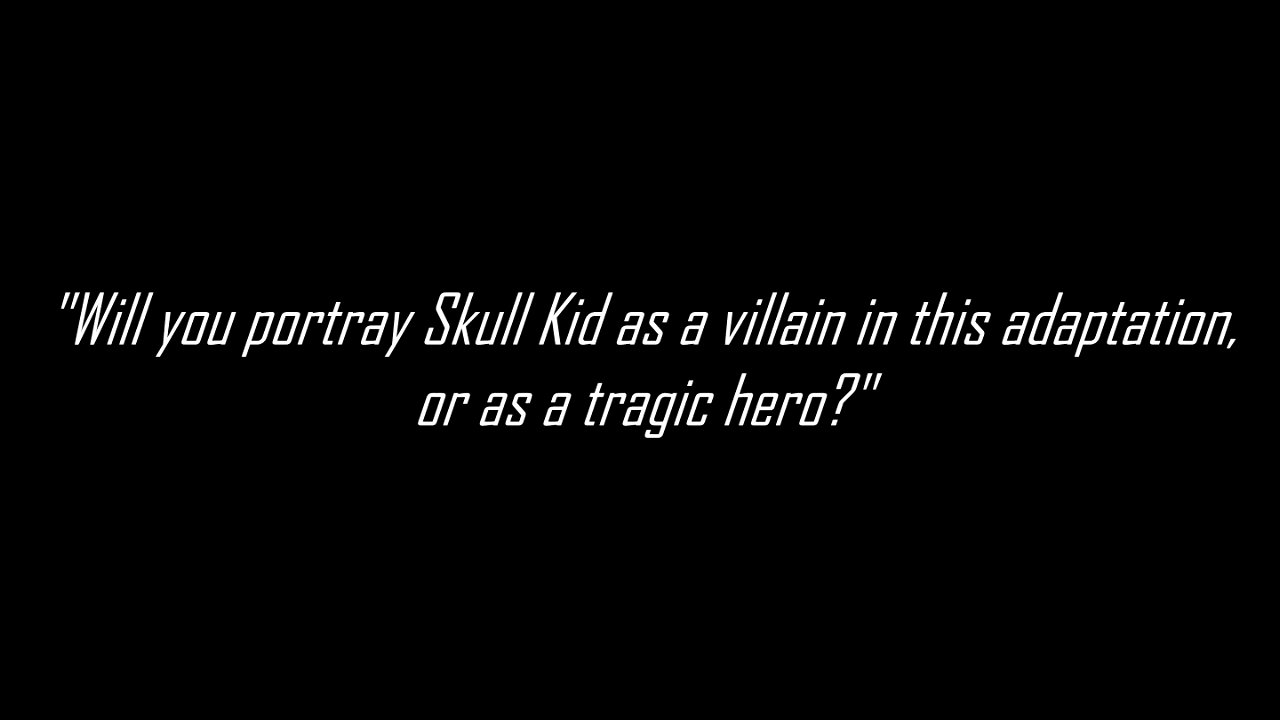 "Will you portray Skull Kid as a villain in this adaptation,
or as a tragic hero?"